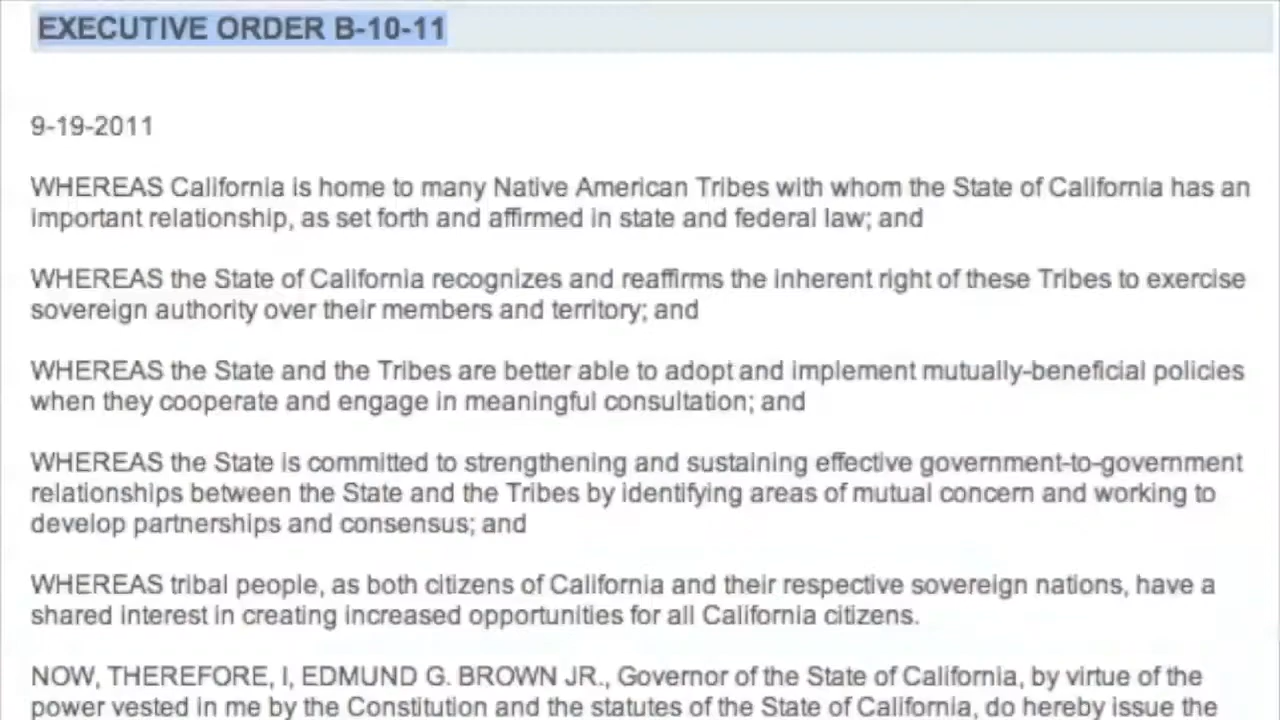 EXECUTIVE ORDER B-10-11
9-19-2011
WHEREAS California is home to many Native American Tribes with whom the State of California has an
important relationship, as set forth and affirmed in state and federal law; and
WHEREAS the State of California recognizes and reaffirms the inherent right of these Tribes to exercise
sovereign authority over their members and territory; and
WHEREAS the State and the Tribes are better able to adopt and implement mutually-beneficial policies
when they cooperate and engage in meaningful consultation; and
WHEREAS the State is committed to strengthening and sustaining effective government-to-government
relationships between the State and the Tribes by identifying areas of mutual concern and working to
develop partnerships and consensus; and
WHEREAS tribal people, as both citizens of California and their respective sovereign nations, have a
shared interest in creating increased opportunities for all California citizens.
NOW, THEREFORE, I, EDMUND G. BROWN JR., Governor of the State of California, by virtue of the
power vested in me by the Constitution and the statutes of the State of California, do hereby issue the